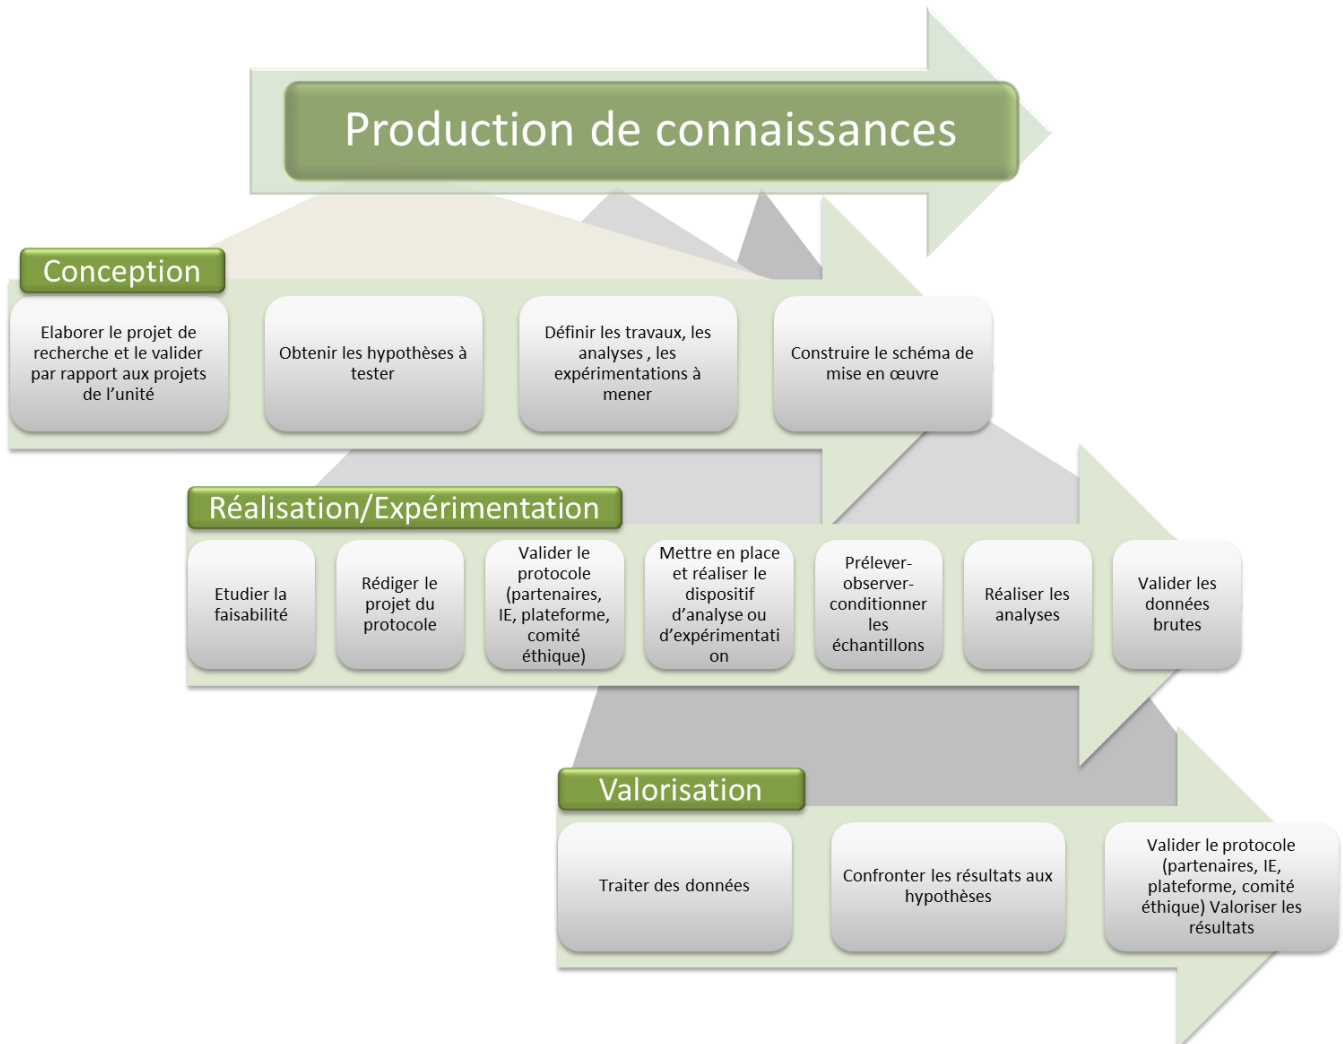 Production de connaissances
Conception
Elaborer le projet de
recherche et le valider
par rapport aux projets
de l’unité
Obtenir les hypothèses à
tester
Définir les travaux, les
analyses , les
expérimentations à
mener
Construire le schéma de
mise en œuvre
Réalisation/Expérimentation
Etudier la
faisabilité
Rédiger le
projet du
protocole
Valider le
protocole
(partenaires,
IE, plateforme,
comité
éthique)
Mettre en place
et réaliser le
dispositif
d’analyse ou
d’expérimentati
on
Prélever-
observer-
conditionner
les
échantillons
Réaliser les
analyses
Valider les
données
brutes
Valorisation
Traiter des données
Confronter les résultats aux
hypothèses
Valider le protocole
(partenaires, IE,
plateforme, comité
éthique) Valoriser les
résultats